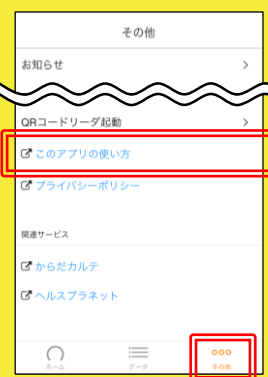 その他
お知らせ
QRコードリーダ起動
このアプリの使い方
プライバシーポリシー
関連サービス
からだカルテ
ヘルスプラネット
ホーム データ その他